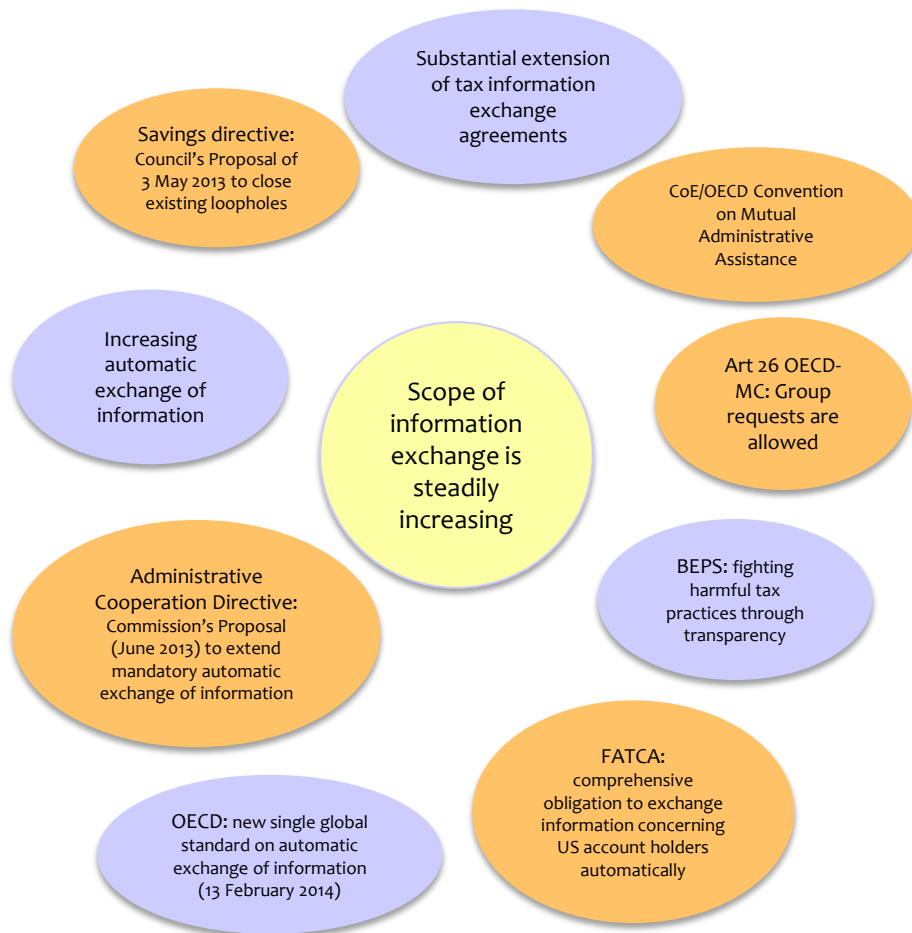 Substantial extension
of tax information
exchange
agreements
Savings directive:
Council's Proposal of
3 May 2013 to close
existing loopholes
CoE/OECD Convention
on Mutual
Administrative
Assistance
Increasing
automatic
exchange of
information
Scope of
information
exchange is
steadily
increasing
Art 26 OECD-
MC: Group
requests are
allowed
BEPS: fighting
harmful tax
practices through
transparency
Administrative
Cooperation Directive:
Commission's Proposal
(June 2013) to extend
mandatory automatic
exchange of information
FATCA:
comprehensive
obligation to exchange
information concerning
US account holders
automatically
OECD: new single global
standard on automatic
exchange of information
(13 February 2014)